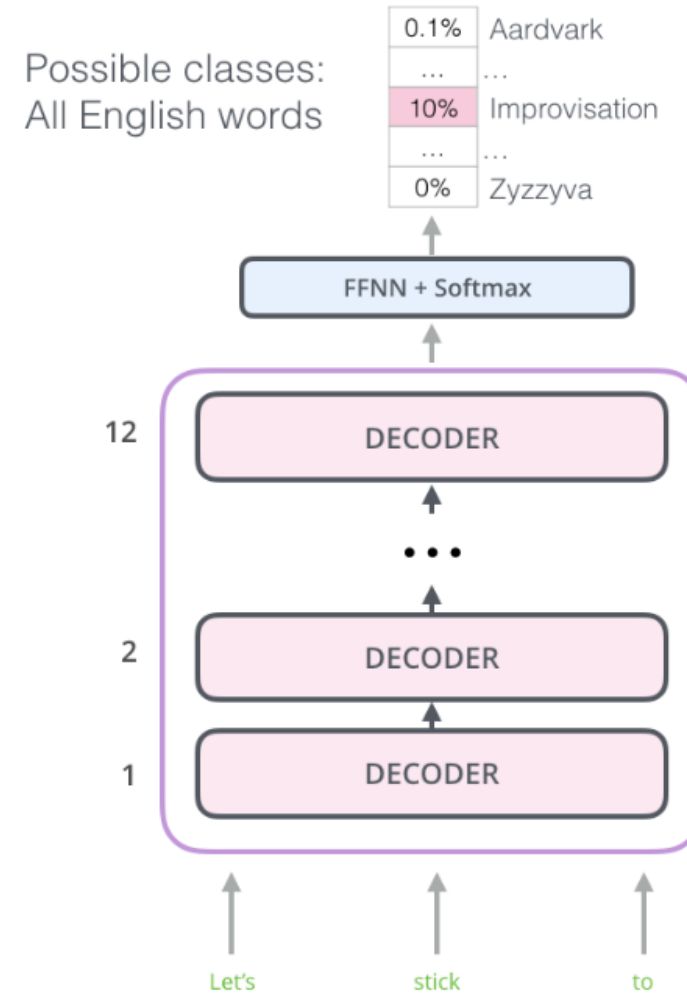 Possible classes:
All English words
0.1% Aardvark
... ...
10% Improvisation
... ...
0% Zyzzyva
FFNN + Softmax
12 DECODER
• • •
2 DECODER
1 DECODER
Let's stick to